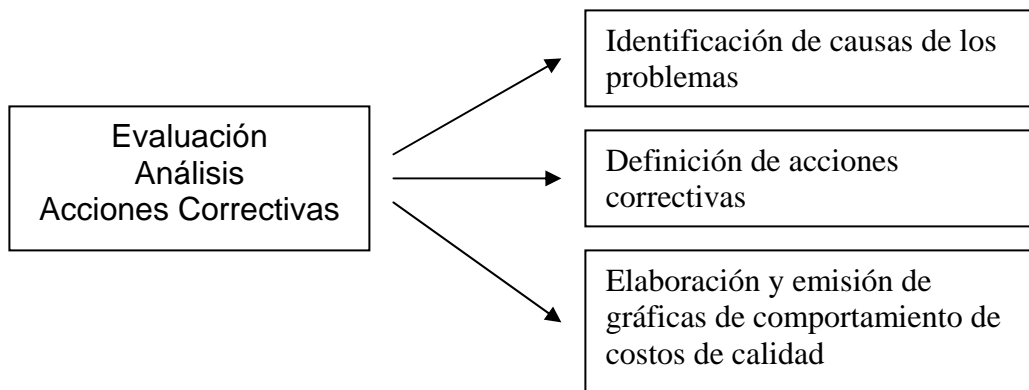 Evaluación
Análisis
Acciones Correctivas
Identificación de causas de los
problemas
Definición de acciones
correctivas
Elaboración y emisión de
gráficas de comportamiento de
costos de calidad